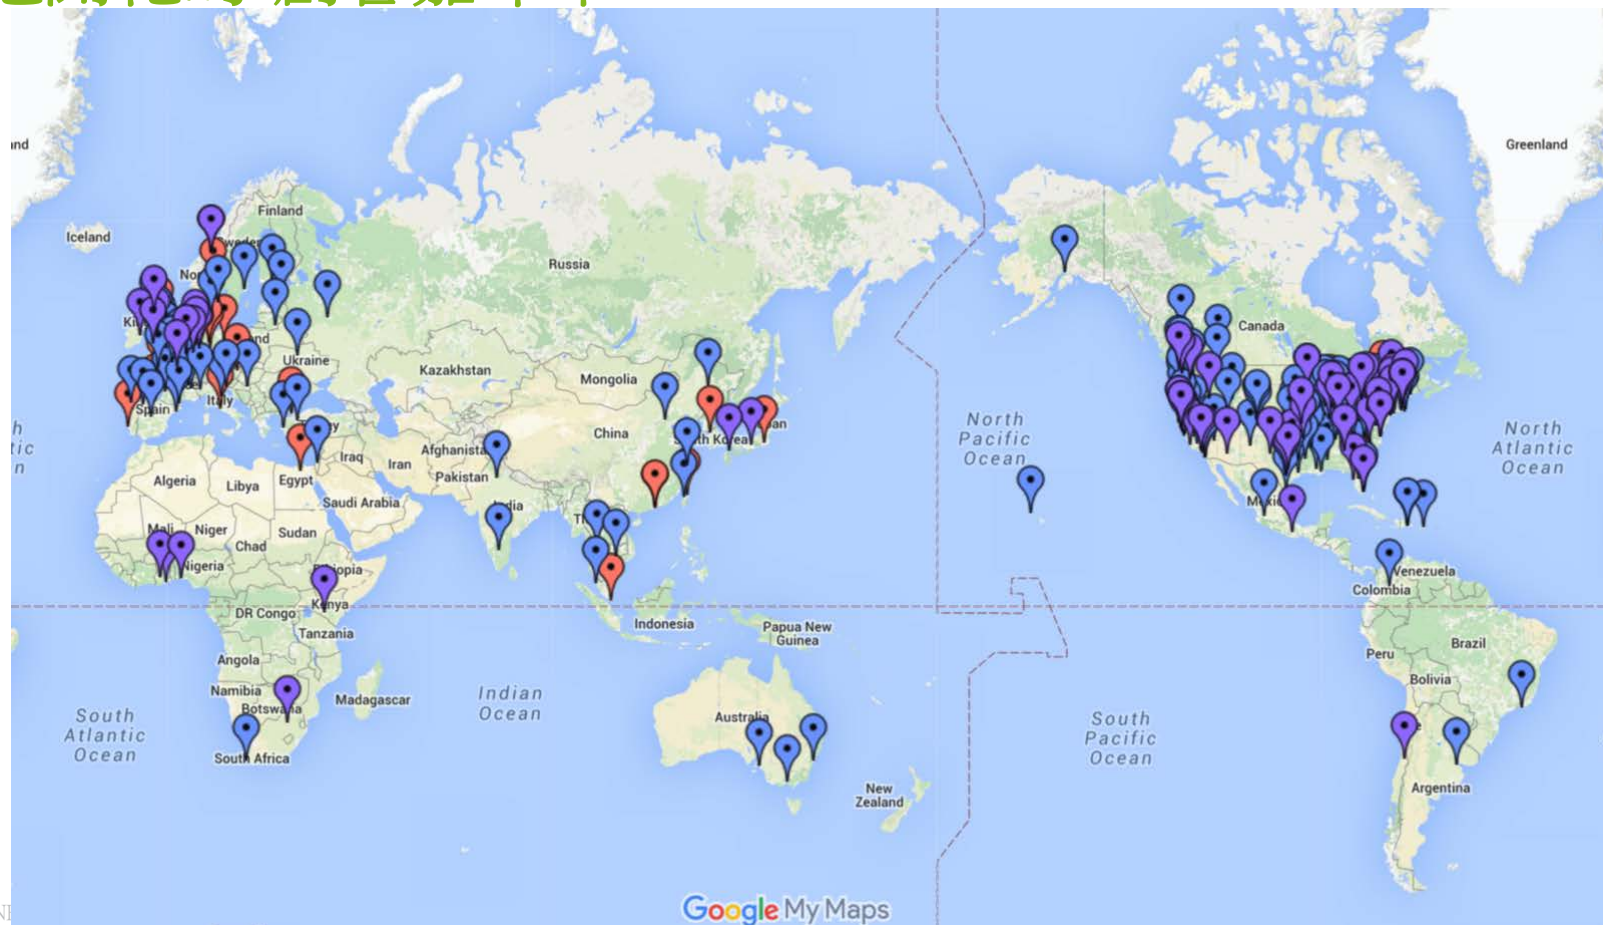 Greenland
Finland
Iceland
Russia
Canada
Ukraine
Kazakhstan
Mongolia
Italy
Spain
North
Pacific
Ocean
North
Atlantic
Ocean
China
South Korea
Iraq
Iran
Pakistan
Algeria
Libya
Egypt
Saudi Arabia
Mali
Niger
Chad
Sudan
Nigeria
Kenya
Venezuela
Colombia
DR Congo
Tanzania
Indonesia
Papua New
Guinea
Angola
Peru
Brazil
Bolivia
Namibia
Botswana
Madagascar
Indian
Ocean
South
Atlantic
Ocean
Australia
South
Pacific
Ocean
South Africa
New
Zealand
Argentina
Google My Maps